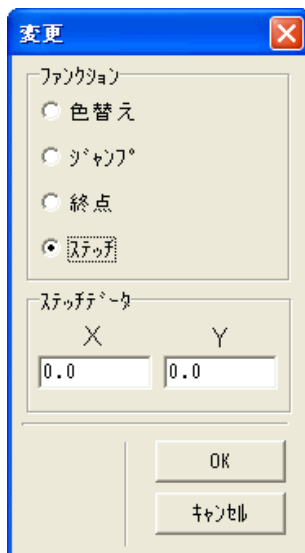 変更
ﾌｧﾝｸｼｮﾝ
色替え
ｼﾞｬﾝﾌﾟ
終点
ｽﾃｯﾁ
ｽﾃｯﾁﾃﾞｰﾀ
X Y
0.0 0.0
OK
ｷｬﾝｾﾙ